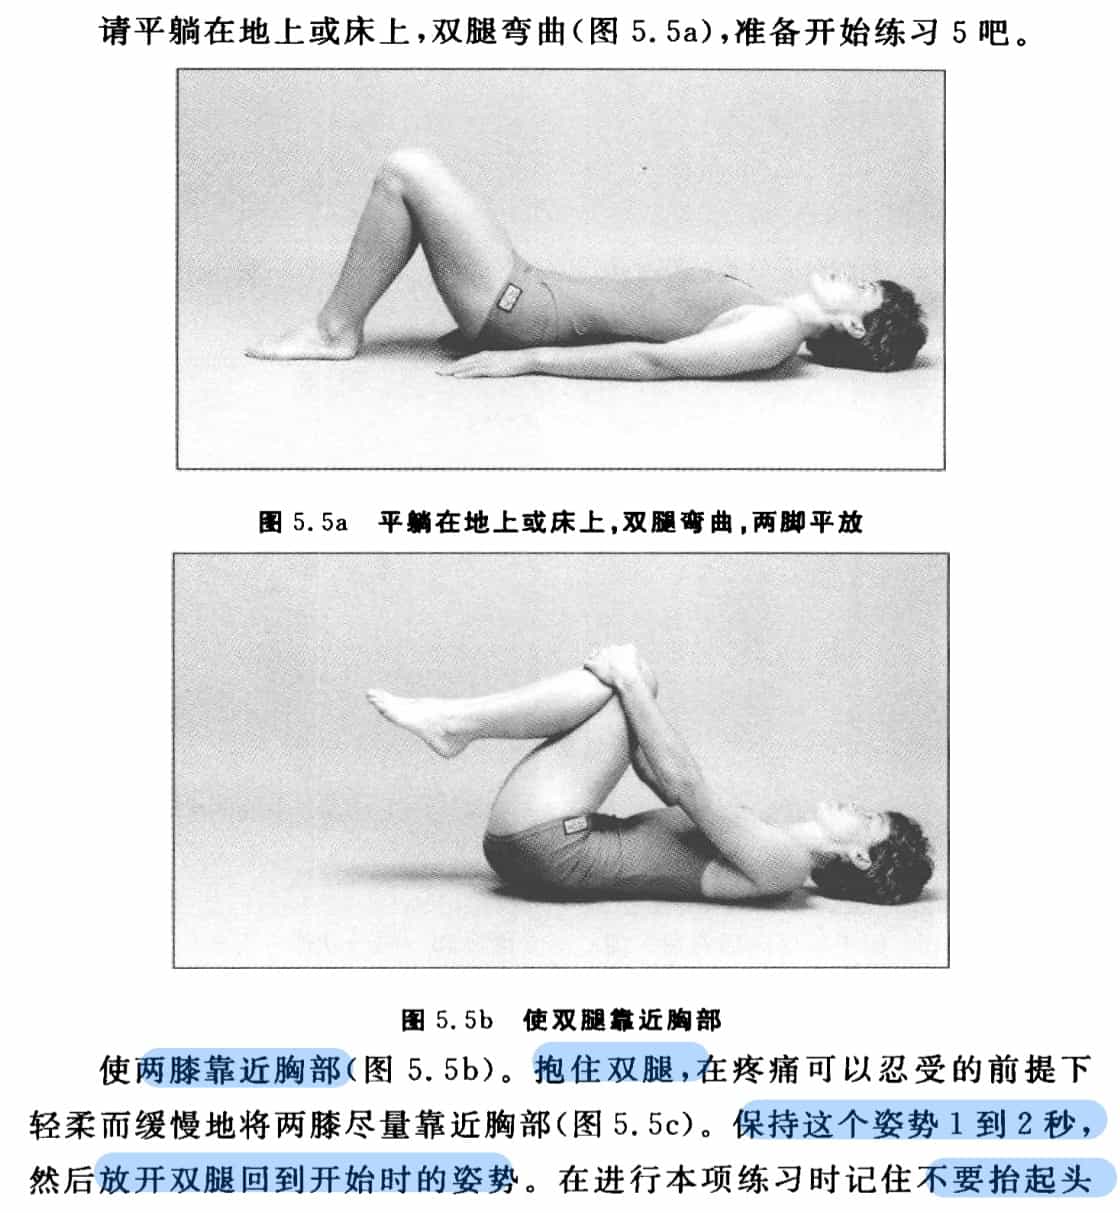 请平躺在地上或床上,双腿弯曲(图 5.5a),准备开始练习 5 吧。
图 5.5a 平躺在地上或床上,双腿弯曲,两脚平放
图 5.5b 使双腿靠近胸部
使两膝靠近胸部(图 5.5b)。抱住双腿,在疼痛可以忍受的前提下
轻柔而缓慢地将两膝尽量靠近胸部(图 5.5c)。保持这个姿势 1 到 2 秒,
然后放开双腿回到开始时的姿势。在进行本项练习时记住不要抬起头